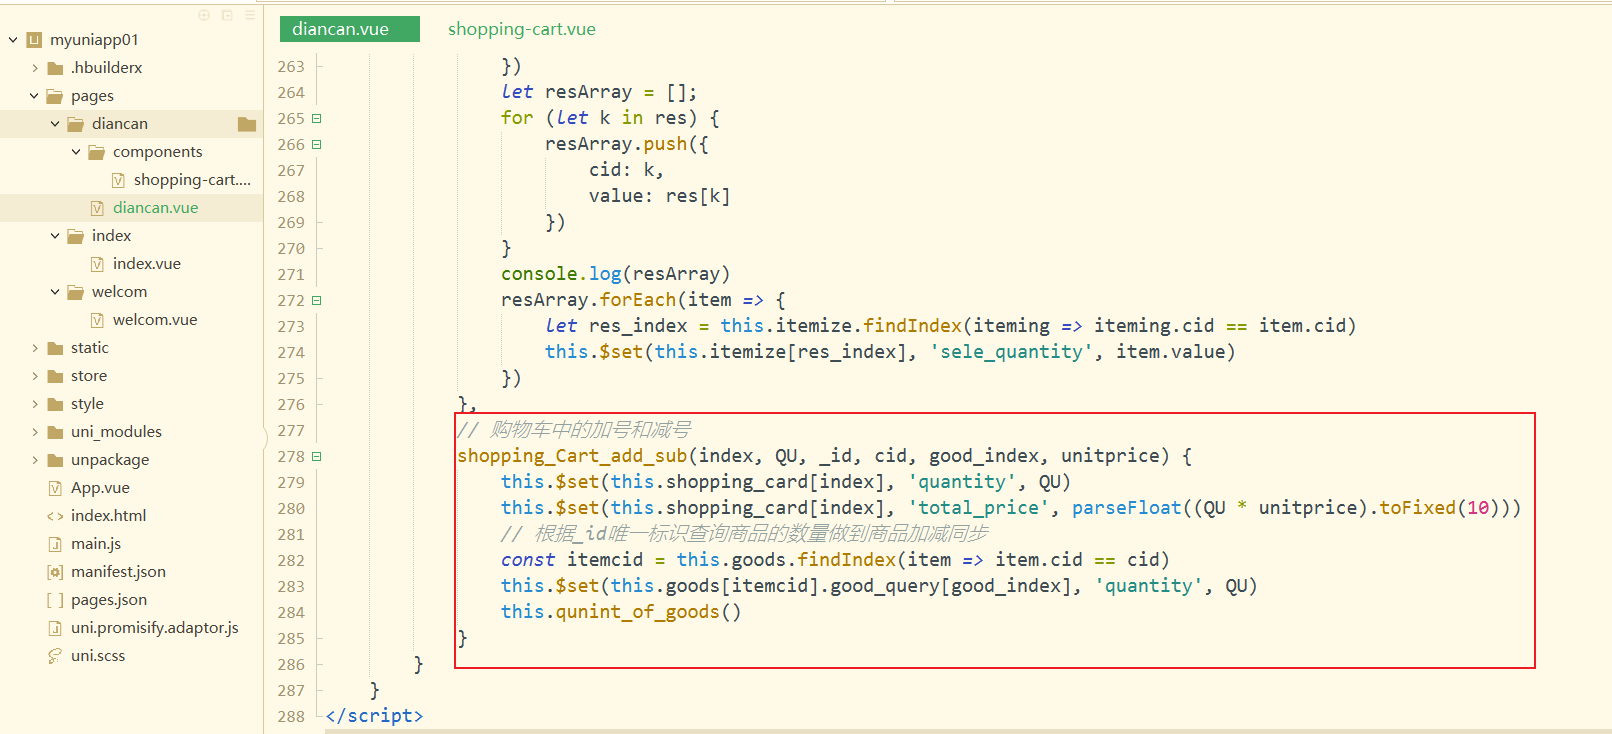 myuniapp01
.hbuilderx
pages
diancan
components
shopping-cart....
diancan.vue
index
index.vue
welcom
welcom.vue
static
store
style
uni_modules
unpackage
App.vue
index.html
main.js
manifest.json
pages.json
uni.promisify.adaptor.js
uni.scss
diancan.vue shopping-cart.vue
263 })
264 let resArray = [];
265 for (let k in res) {
266 resArray.push({
267 cid: k,
268 value: res[k]
269 })
270 }
271 console.log(resArray)
272 resArray.forEach(item => {
273 let res_index = this.itemize.findIndex(iteming => iteming.cid == item.cid)
274 this.$set(this.itemize[res_index], 'sele_quantity', item.value)
275 })
276 },
277 // 购物车中的加号和减号
278 shopping_Cart_add_sub(index, QU, _id, cid, good_index, unitprice) {
279 this.$set(this.shopping_card[index], 'quantity', QU)
280 this.$set(this.shopping_card[index], 'total_price', parseFloat((QU * unitprice).toFixed(10)))
281 // 根据_id唯一标识查询商品的数量做到商品加减同步
282 const itemcid = this.goods.findIndex(item => item.cid == cid)
283 this.$set(this.goods[itemcid].good_query[good_index], 'quantity', QU)
284 this.qunint_of_goods()
285 }
286 }
287 }
288 </script>